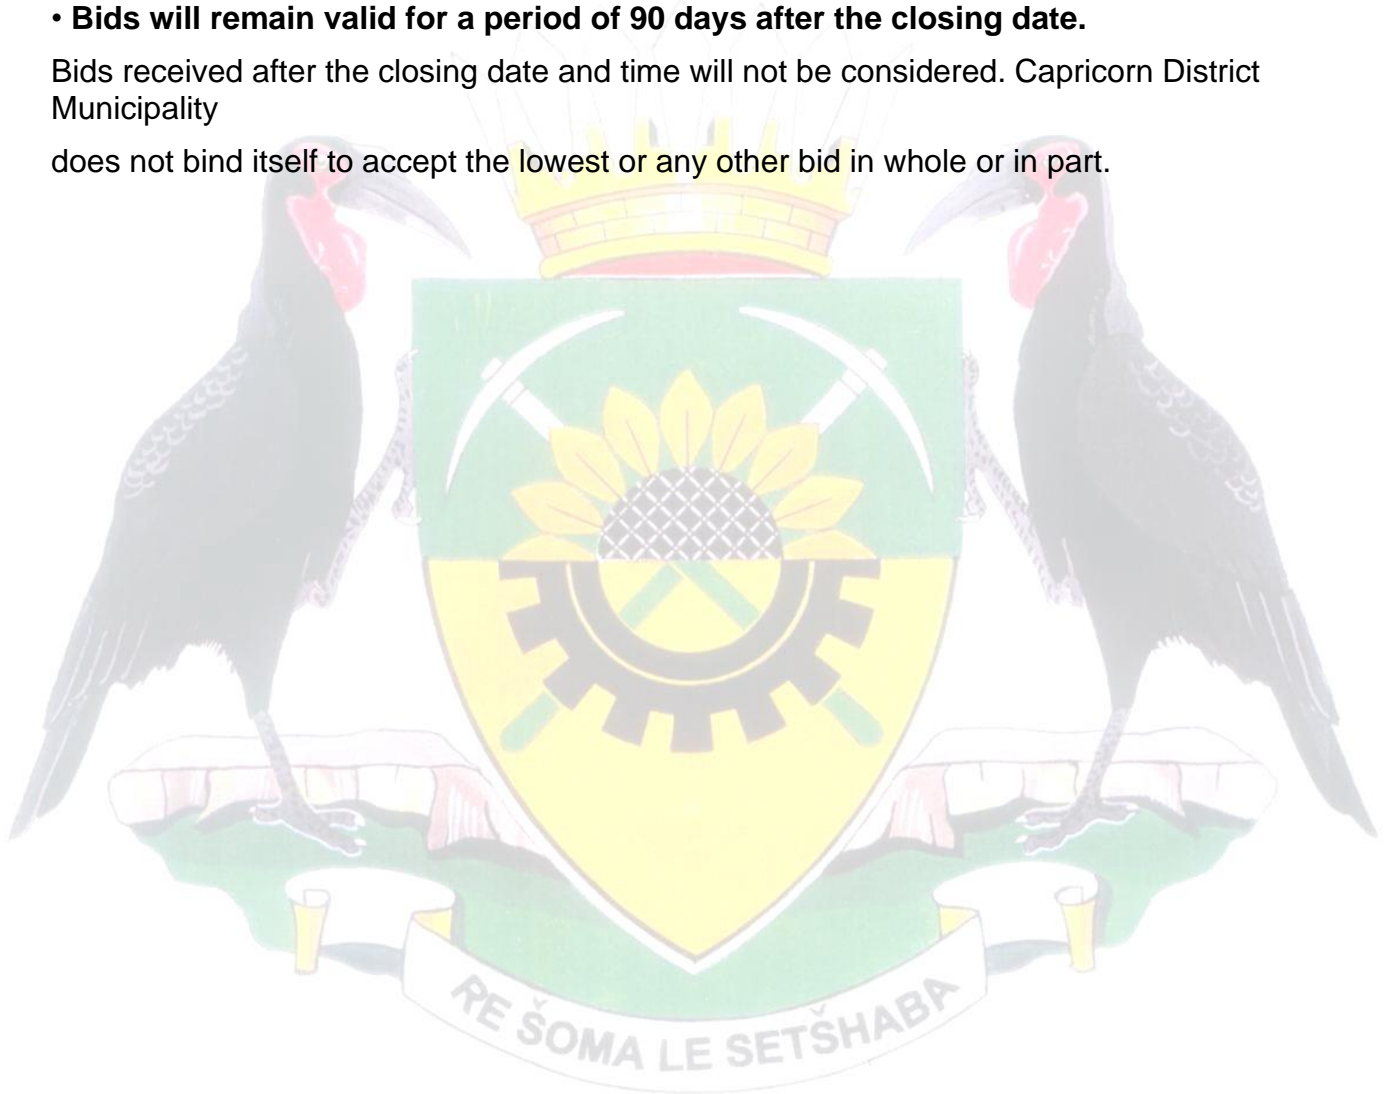 • Bids will remain valid for a period of 90 days after the closing date.
Bids received after the closing date and time will not be considered. Capricorn District
Municipality
does not bind itself to accept the lowest or any other bid in whole or in part.
RE ŠOMA LE SETŠHABA